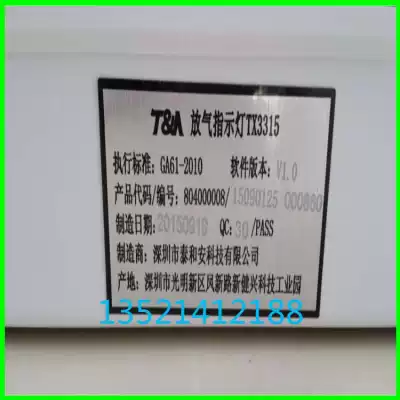 T&A 放气指示灯TX3315
执行标准: GA61-2010 软件版本: V1.0
产品代码/编号: 804000008/15090125 000660
制造日期: 20150919 QC: 30/PASS
制造商: 深圳市泰和安科技有限公司
产地: 深圳市光明新区凤新路新健兴科技工业园
13521412188